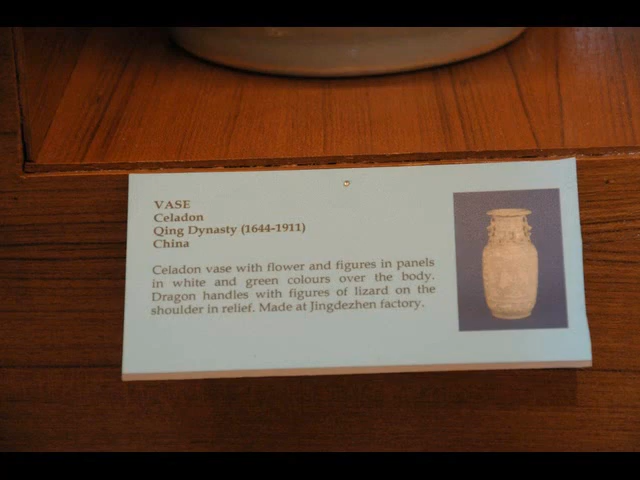 VASE
Celadon
Qing Dynasty (1644-1911)
China
Celadon vase with flower and figures in panels
in white and green colours over the body.
Dragon handles with figures of lizard on the
shoulder in relief. Made at Jingdezhen factory.